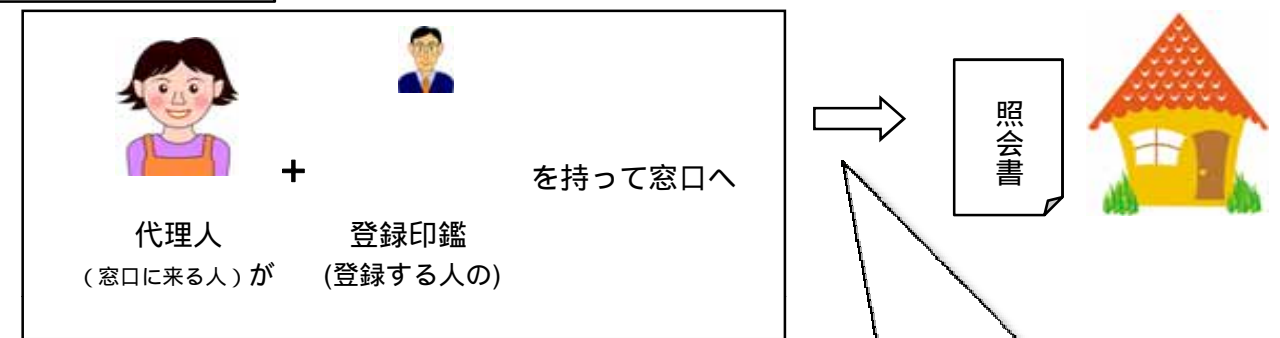 +
を持って窓口へ
代理人
登録印鑑
(窓口に来る人)が
(登録する人の)
照会書